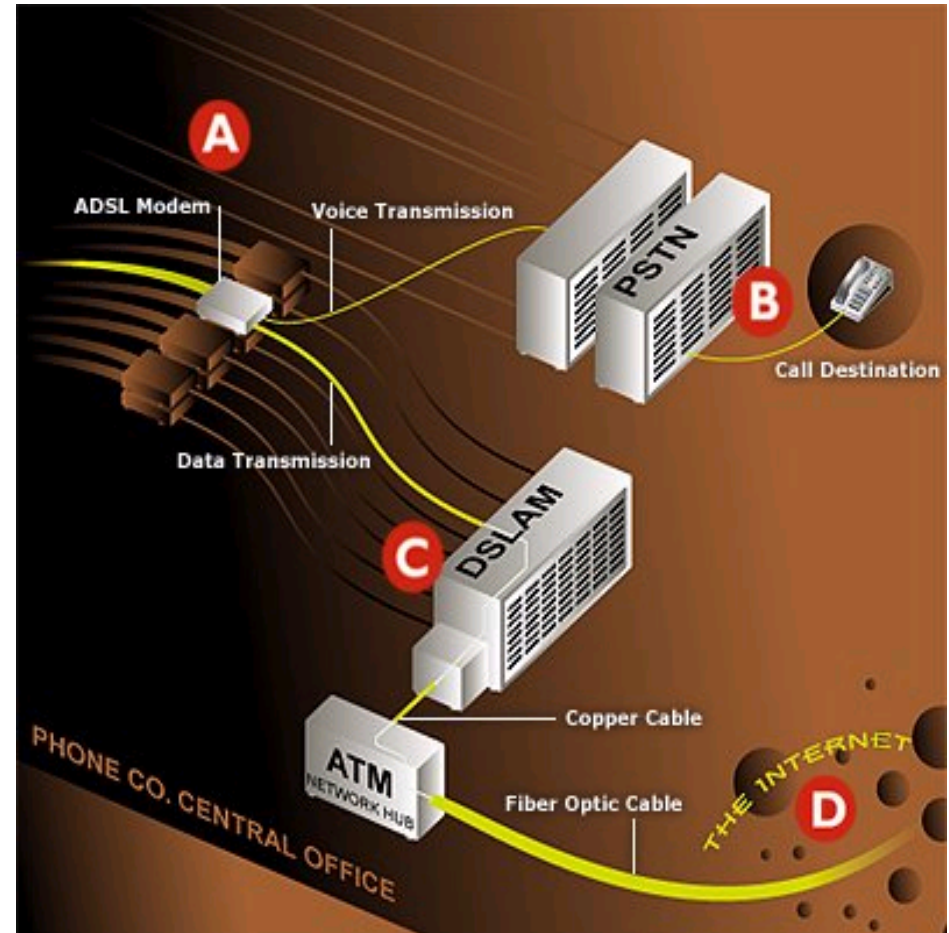 A
ADSL Modem
Voice Transmission
PSTN
B
Call Destination
Data Transmission
C
DSLAM
Copper Cable
ATM
NETWORK HUB
Fiber Optic Cable
THE INTERNET
D
PHONE CO. CENTRAL OFFICE